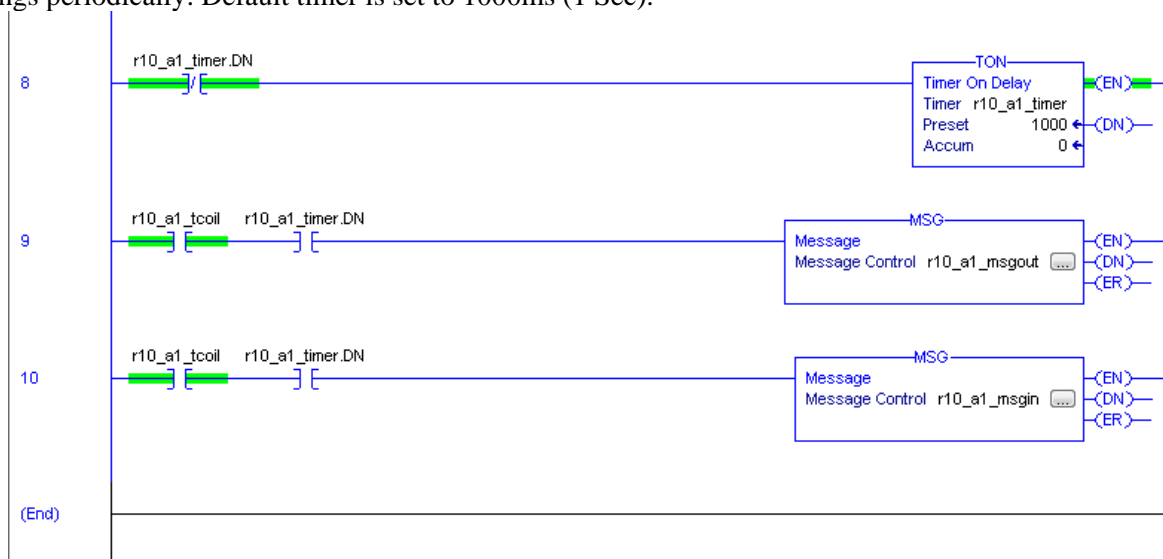 ngs periodically. Default timer is set to 1000ms (1 Sec).
r10_a1_timer.DN
TON
8
Timer On Delay
EN
Timer r10_a1_timer
Preset 1000
DN
Accum 0
r10_a1_tcoil r10_a1_timer.DN
MSG
9
Message
EN
Message Control r10_a1_msgout ...
DN
ER
r10_a1_tcoil r10_a1_timer.DN
MSG
10
Message
EN
Message Control r10_a1_msgin ...
DN
ER
(End)